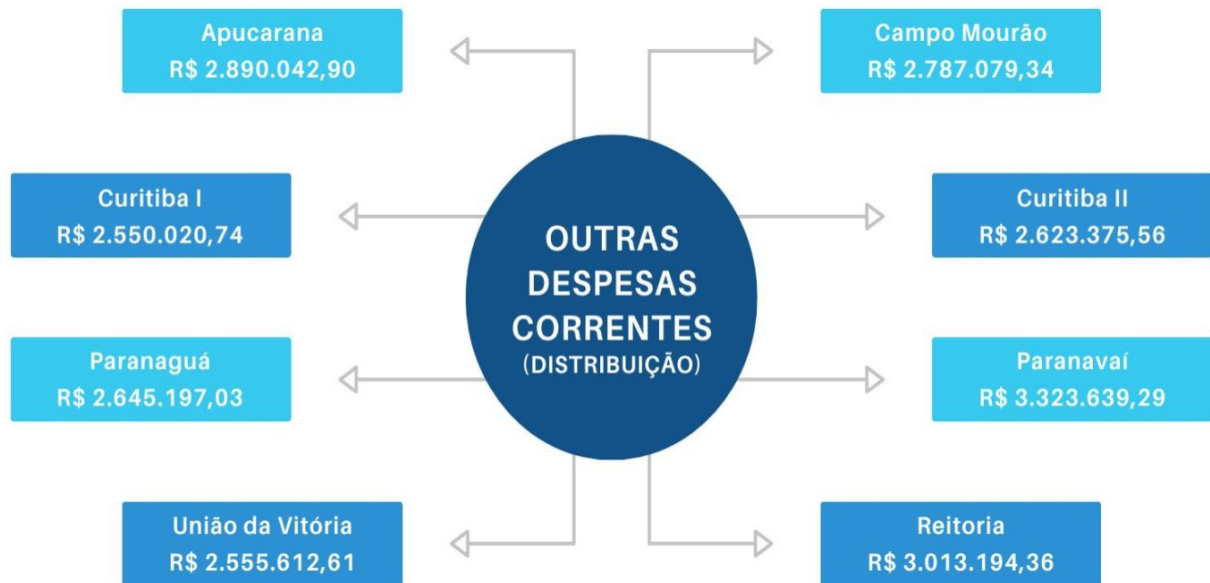 Apucarana
R$ 2.890.042,90
Campo Mourão
R$ 2.787.079,34
Curitiba I
R$ 2.550.020,74
Curitiba II
R$ 2.623.375,56
OUTRAS
DESPESAS
CORRENTES
(DISTRIBUIÇÃO)
Paranaguá
R$ 2.645.197,03
Paranavaí
R$ 3.323.639,29
União da Vitória
R$ 2.555.612,61
Reitoria
R$ 3.013.194,36